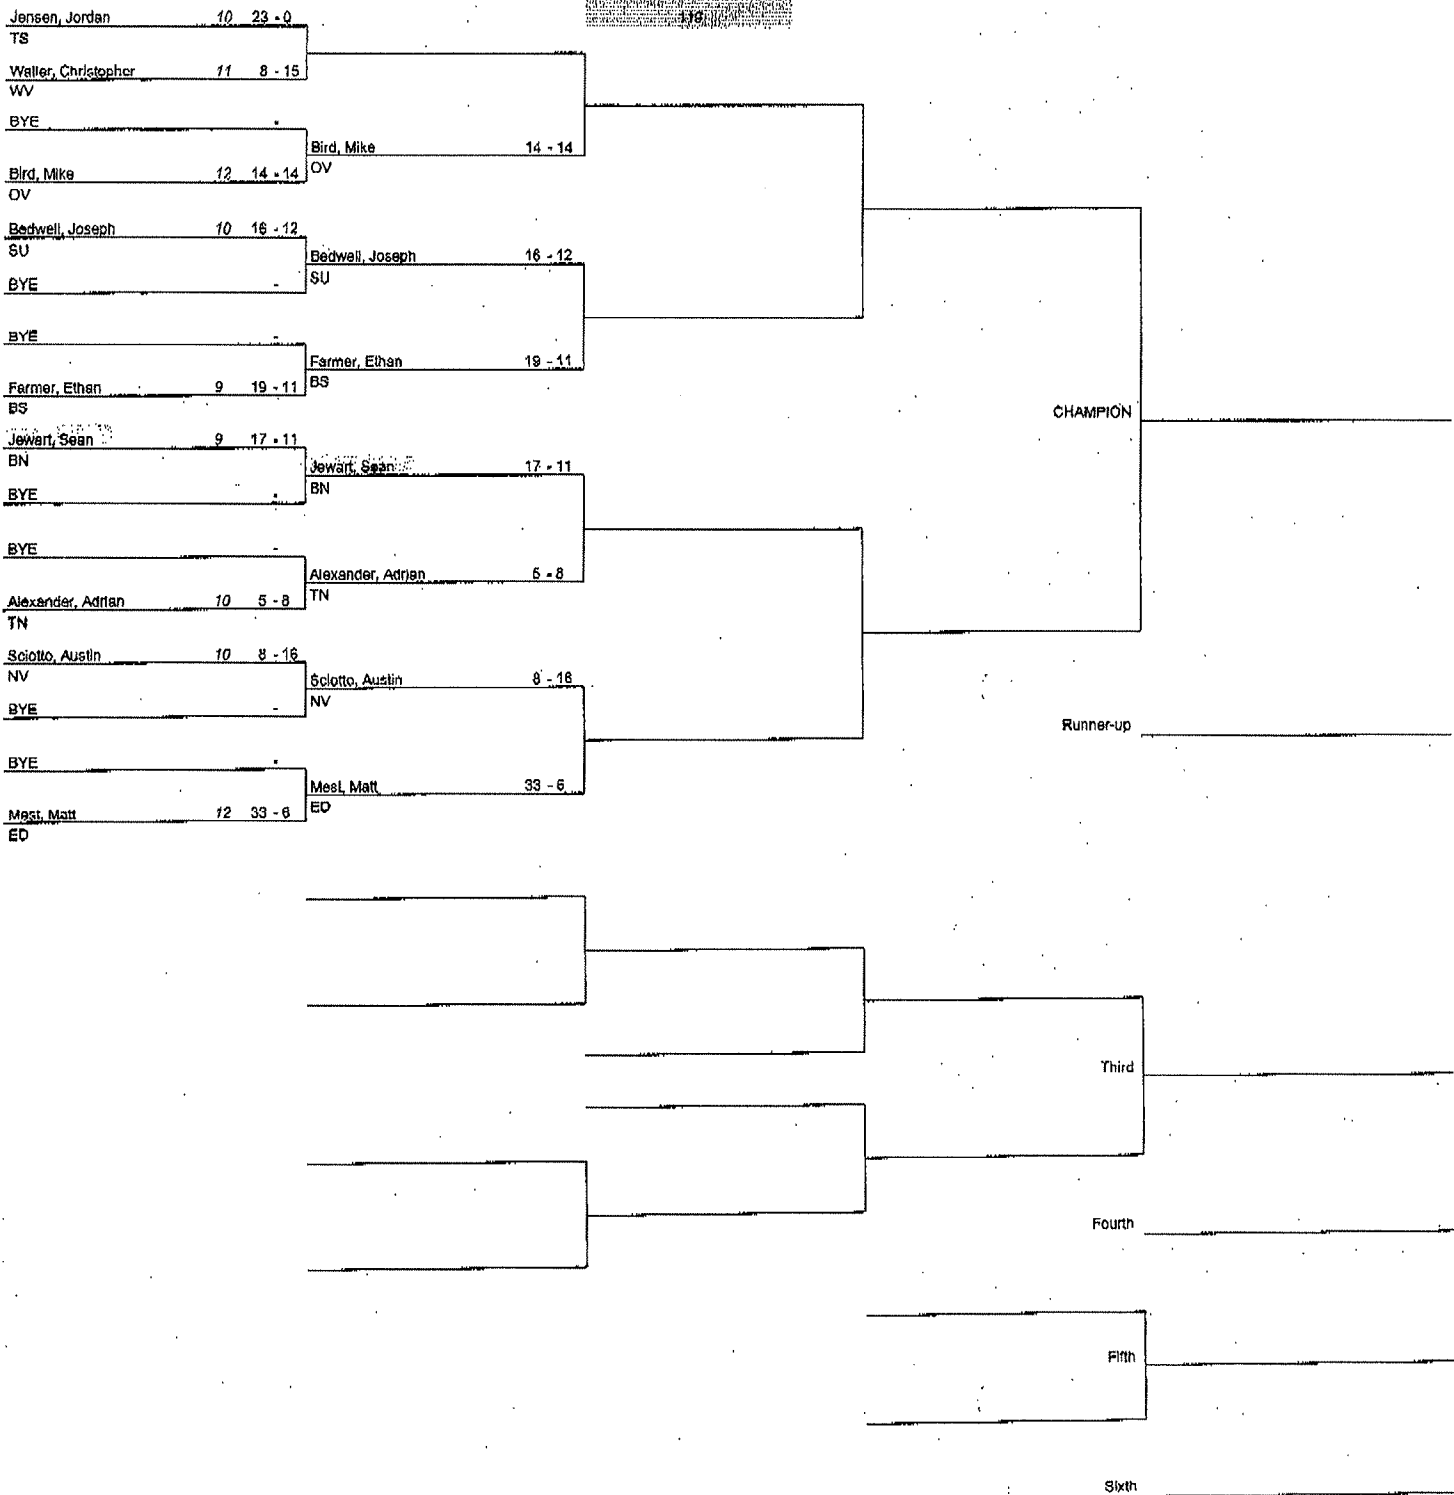 119
Jensen, Jordan 10 23 - 0
TS
Waller, Christopher 11 8 - 15
WV
BYE -
Bird, Mike 14 - 14
OV
Bird, Mike 12 14 - 14
OV
Bedwell, Joseph 10 16 - 12
SU
Bedwell, Joseph 16 - 12
SU
BYE -
BYE -
Farmer, Ethan 19 - 11
BS
Farmer, Ethan 9 19 - 11
BS
Jewart, Sean 9 17 - 11
BN
Jewart, Sean 17 - 11
BN
BYE -
BYE -
Alexander, Adrian 5 - 8
TN
Alexander, Adrian 10 5 - 8
TN
Sciotto, Austin 10 8 - 16
NV
Sciotto, Austin 8 - 16
NV
BYE -
BYE -
Mest, Matt 33 - 6
ED
Mest, Matt 12 33 - 6
ED
CHAMPION
Runner-up
Third
Fourth
Fifth
Sixth